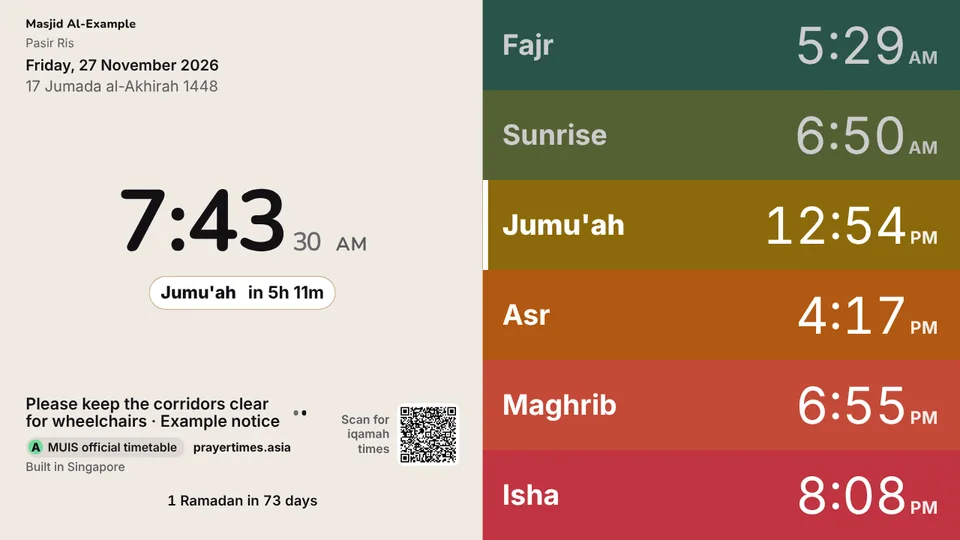 Masjid Al-Example
Pasir Ris
Friday, 27 November 2026
17 Jumada al-Akhirah 1448
7:43 30 AM
Jumu'ah in 5h 11m
Please keep the corridors clear
for wheelchairs · Example notice
A MUIS official timetable prayertimes.asia
Built in Singapore
Scan for
iqamah
times
1 Ramadan in 73 days
Fajr 5:29 AM
Sunrise 6:50 AM
Jumu'ah 12:54 PM
Asr 4:17 PM
Maghrib 6:55 PM
Isha 8:08 PM